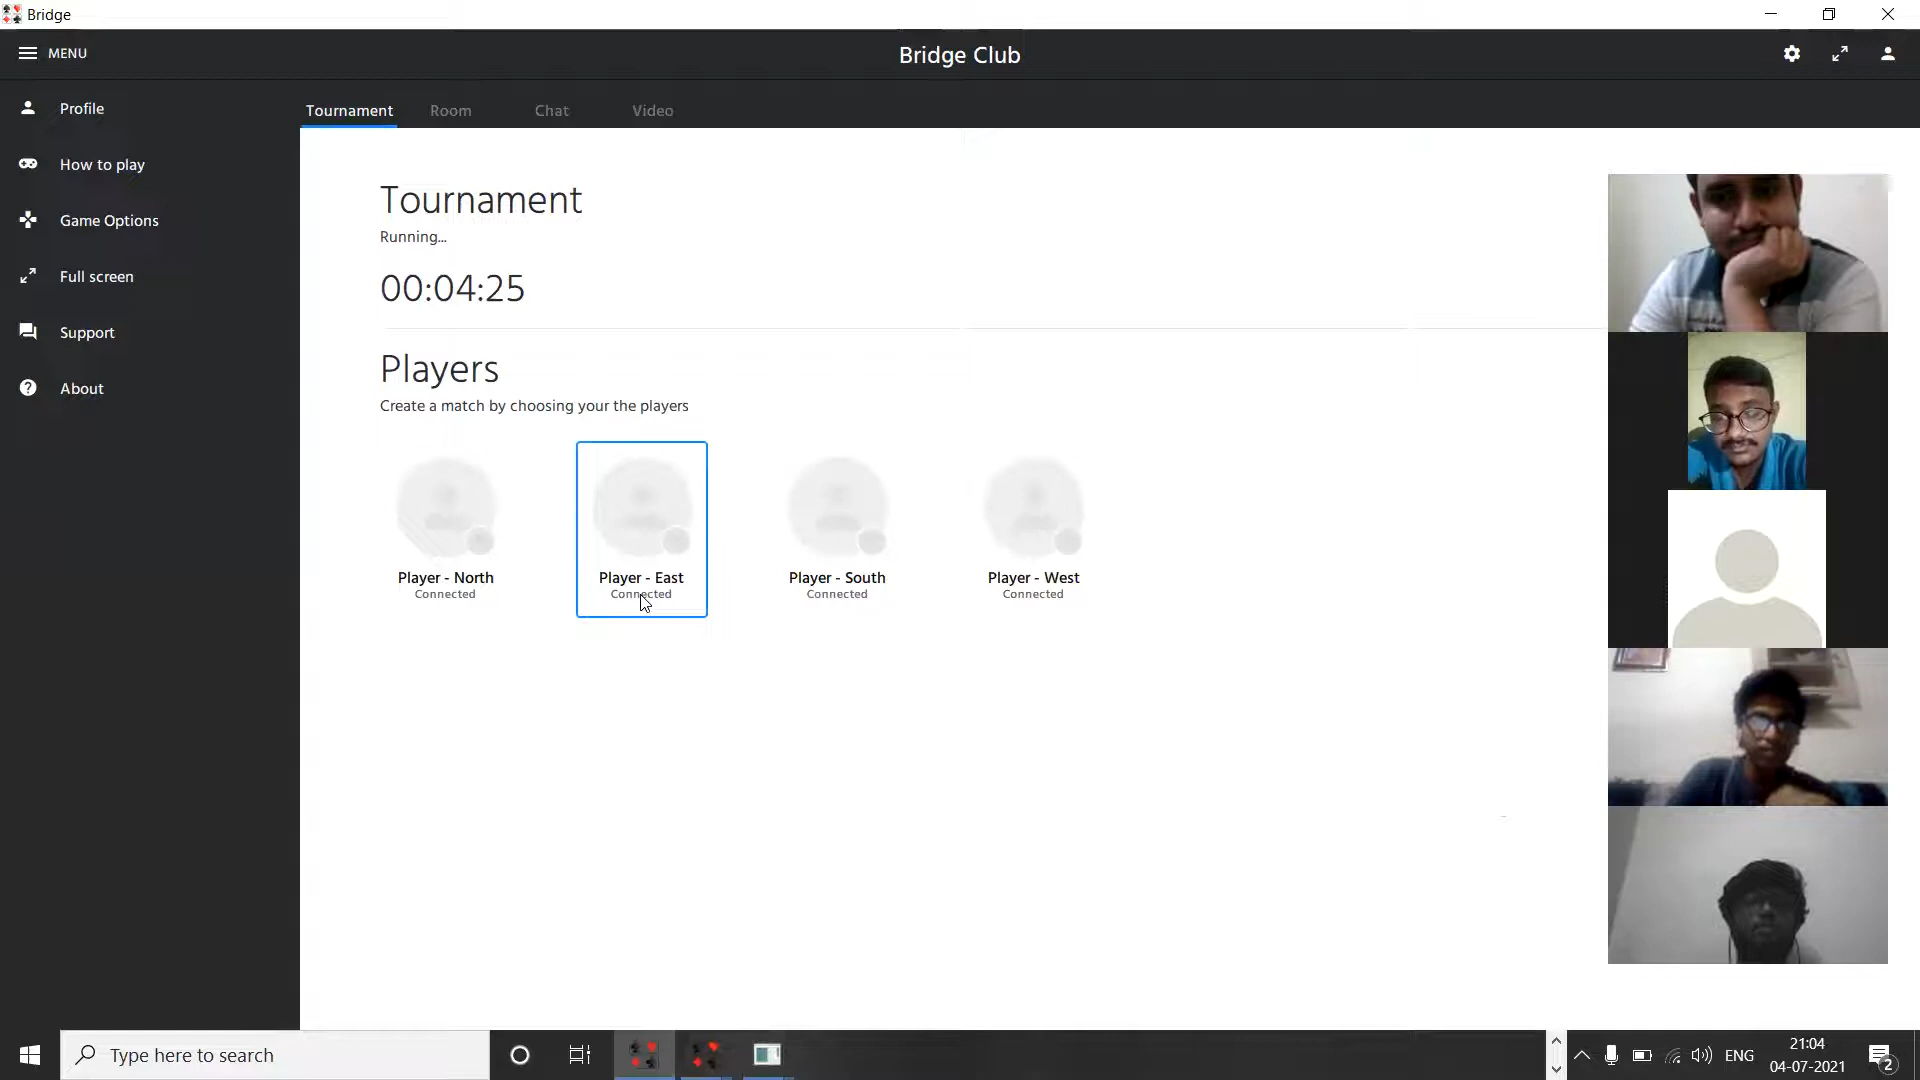 Bridge
MENU
Bridge Club
Profile
How to play
Game Options
Full screen
Support
About
Tournament Room Chat Video
Tournament
Running...
00:04:25
Players
Create a match by choosing your the players
Player - North
Connected
Player - East
Connected
Player - South
Connected
Player - West
Connected
Type here to search
ENG
21:04
04-07-2021
2